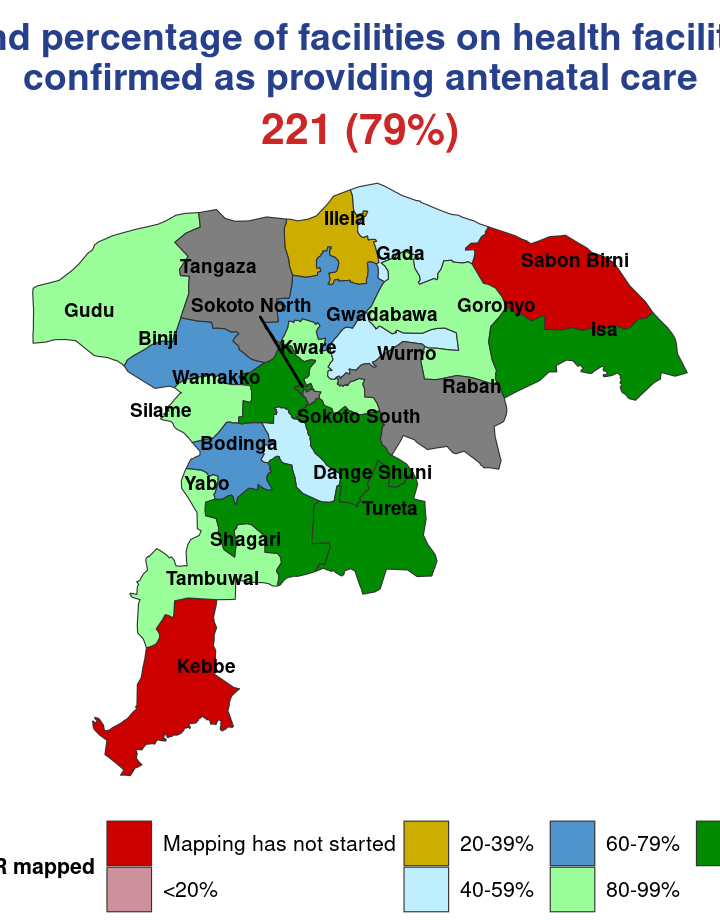 percentage of facilities on health
confirmed as providing antenatal care
221 (79%)
Illela
Gada
Sabon Birni
Tangaza
Sokoto North
Goronyo
Gudu
Gwadabawa
Isa
Binji
Kware
Wurno
Wamakko
Rabah
Silame
Sokoto South
Bodinga
Dange Shuni
Yabo
Tureta
Shagari
Tambuwal
Kebbe
mapped
Mapping has not started
20-39%
60-79%
<20%
40-59%
80-99%